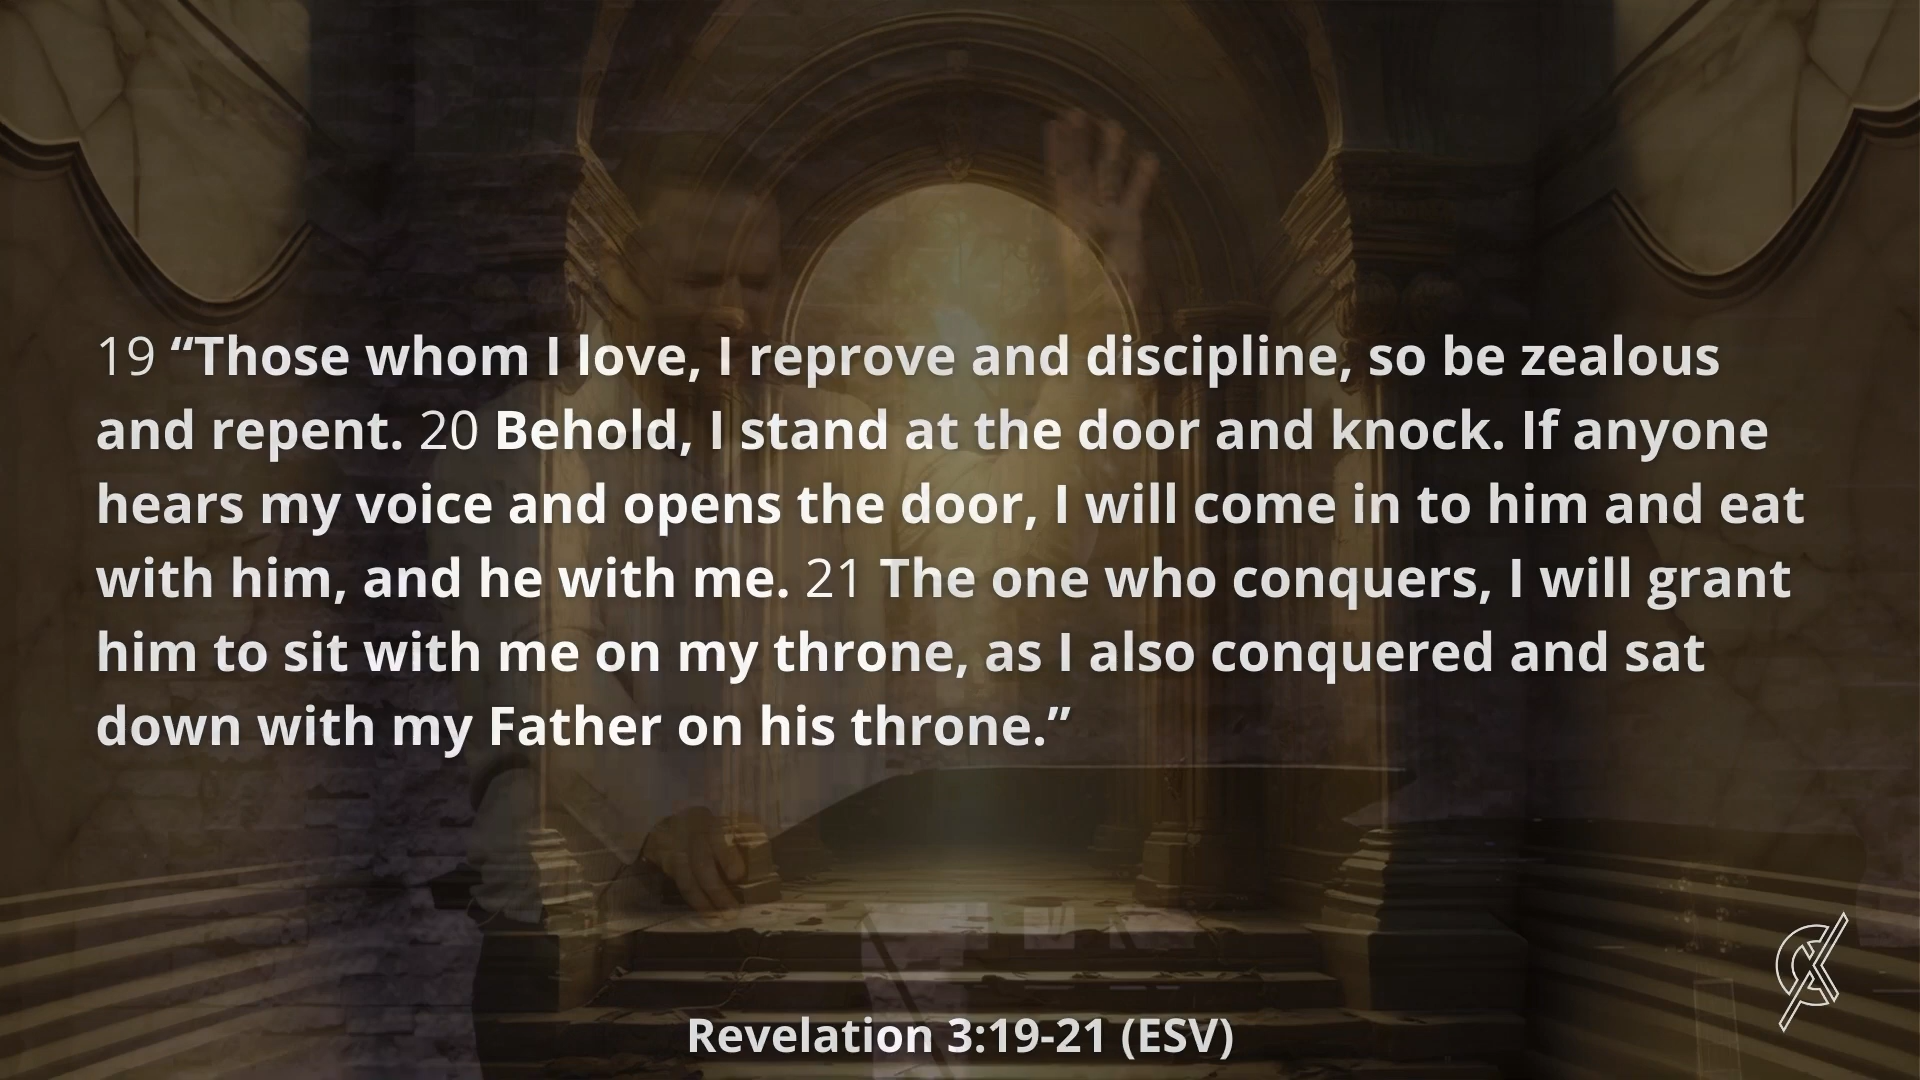 19 “Those whom I love, I reprove and discipline, so be zealous
and repent. 20 Behold, I stand at the door and knock. If anyone
hears my voice and opens the door, I will come in to him and eat
with him, and he with me. 21 The one who conquers, I will grant
him to sit with me on my throne, as I also conquered and sat
down with my Father on his throne.”
Revelation 3:19-21 (ESV)